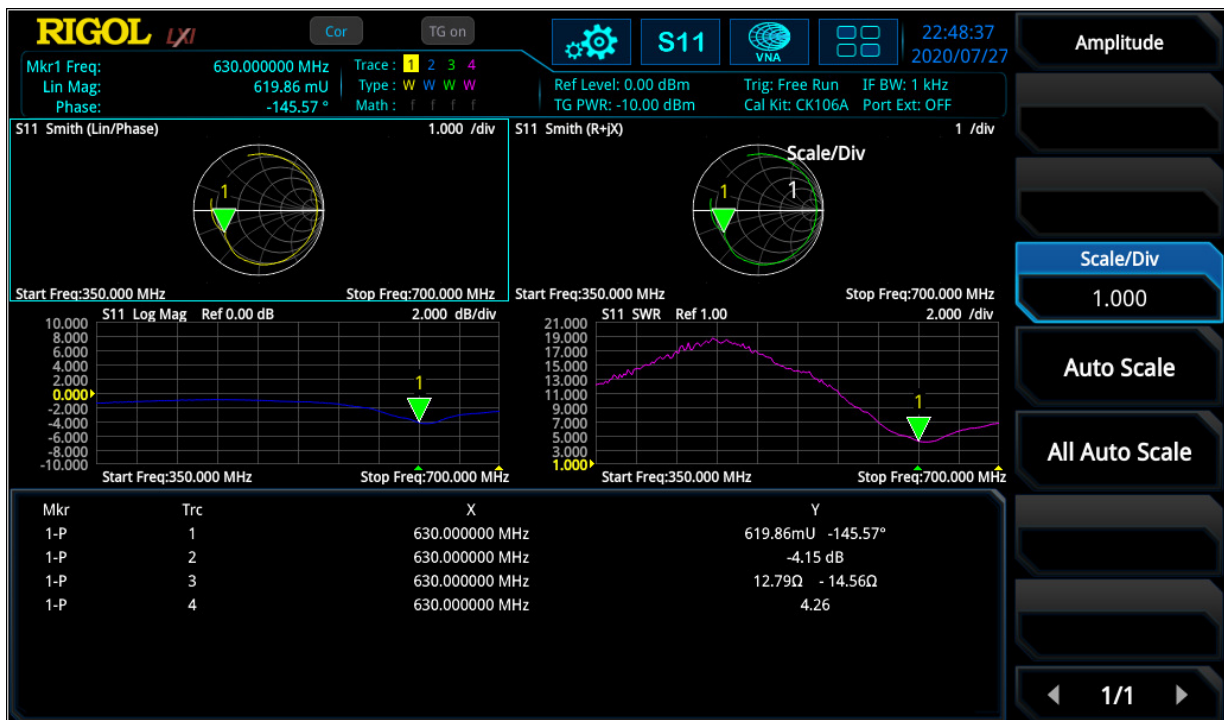 RIGOL LXI Cor TG on S11 VNA 22:48:37
2020/07/27
Mkr1 Freq: 630.000000 MHz Trace : 1 2 3 4
Lin Mag: 619.86 mU Type : W W W W
Phase: -145.57 ° Math : f f f f
Ref Level: 0.00 dBm Trig: Free Run IF BW: 1 kHz
TG PWR: -10.00 dBm Cal Kit: CK106A Port Ext: OFF
S11 Smith (Lin/Phase) 1.000 /div
1
Start Freq:350.000 MHz Stop Freq:700.000 MHz
S11 Smith (R+jX) 1 /div
Scale/Div
1 1
Start Freq:350.000 MHz Stop Freq:700.000 MHz
S11 Log Mag Ref 0.00 dB 2.000 dB/div
10.000
8.000
6.000
4.000
2.000
0.000
-2.000
-4.000
-6.000
-8.000
-10.000
1
Start Freq:350.000 MHz Stop Freq:700.000 MHz
S11 SWR Ref 1.00 2.000 /div
21.000
19.000
17.000
15.000
13.000
11.000
9.000
7.000
5.000
3.000
1.000
1
Start Freq:350.000 MHz Stop Freq:700.000 MHz
Mkr Trc X Y
1-P 1 630.000000 MHz 619.86mU -145.57°
1-P 2 630.000000 MHz -4.15 dB
1-P 3 630.000000 MHz 12.79Ω - 14.56Ω
1-P 4 630.000000 MHz 4.26
Amplitude
Scale/Div
1.000
Auto Scale
All Auto Scale
1/1